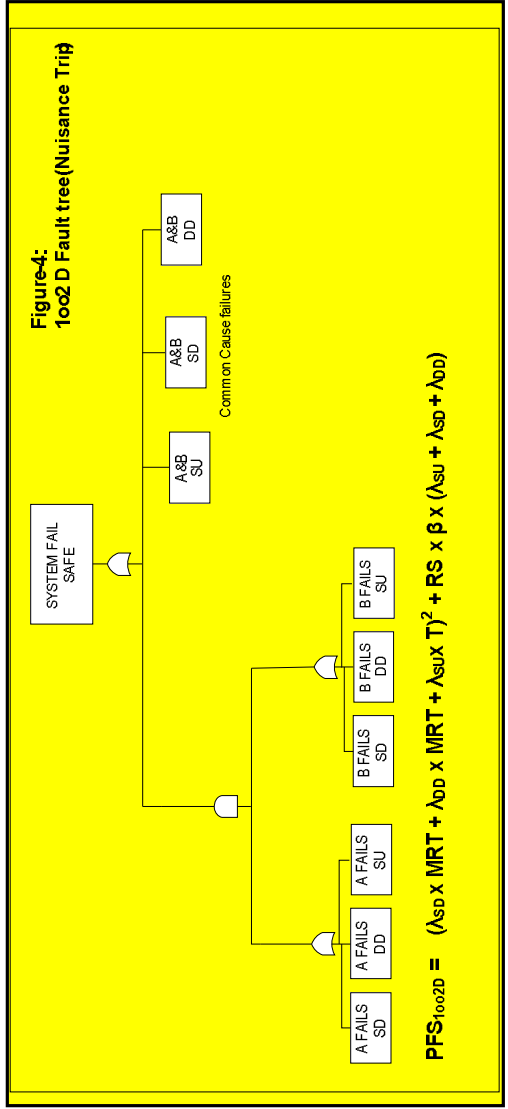 Figure-4:
1oo2 D Fault tree(Nuisance Trip)
SYSTEM FAIL
SAFE
A&B
SU
A&B
SD
A&B
DD
Common Cause failures
A FAILS
SD
A FAILS
DD
A FAILS
SU
B FAILS
SD
B FAILS
DD
B FAILS
SU
PFS1oo2D = (λSD x MRT + λDD x MRT + λSU x T)² + RS x β x (λSU + λSD + λDD)